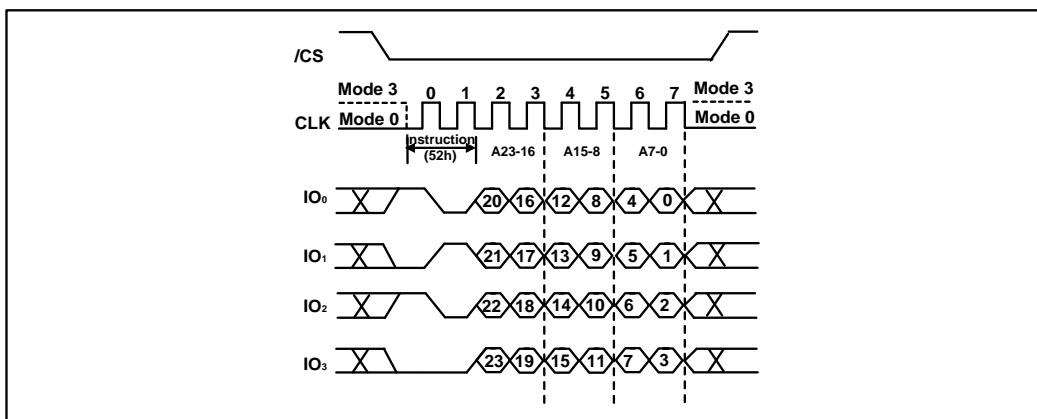 /CS
Mode 3 0 1 2 3 4 5 6 7 Mode 3
CLK Mode 0 Mode 0
nstruction
(52h) A23-16 A15-8 A7-0
IO₀ 20 16 12 8 4 0
IO₁ 21 17 13 9 5 1
IO₂ 22 18 14 10 6 2
IO₃ 23 19 15 11 7 3